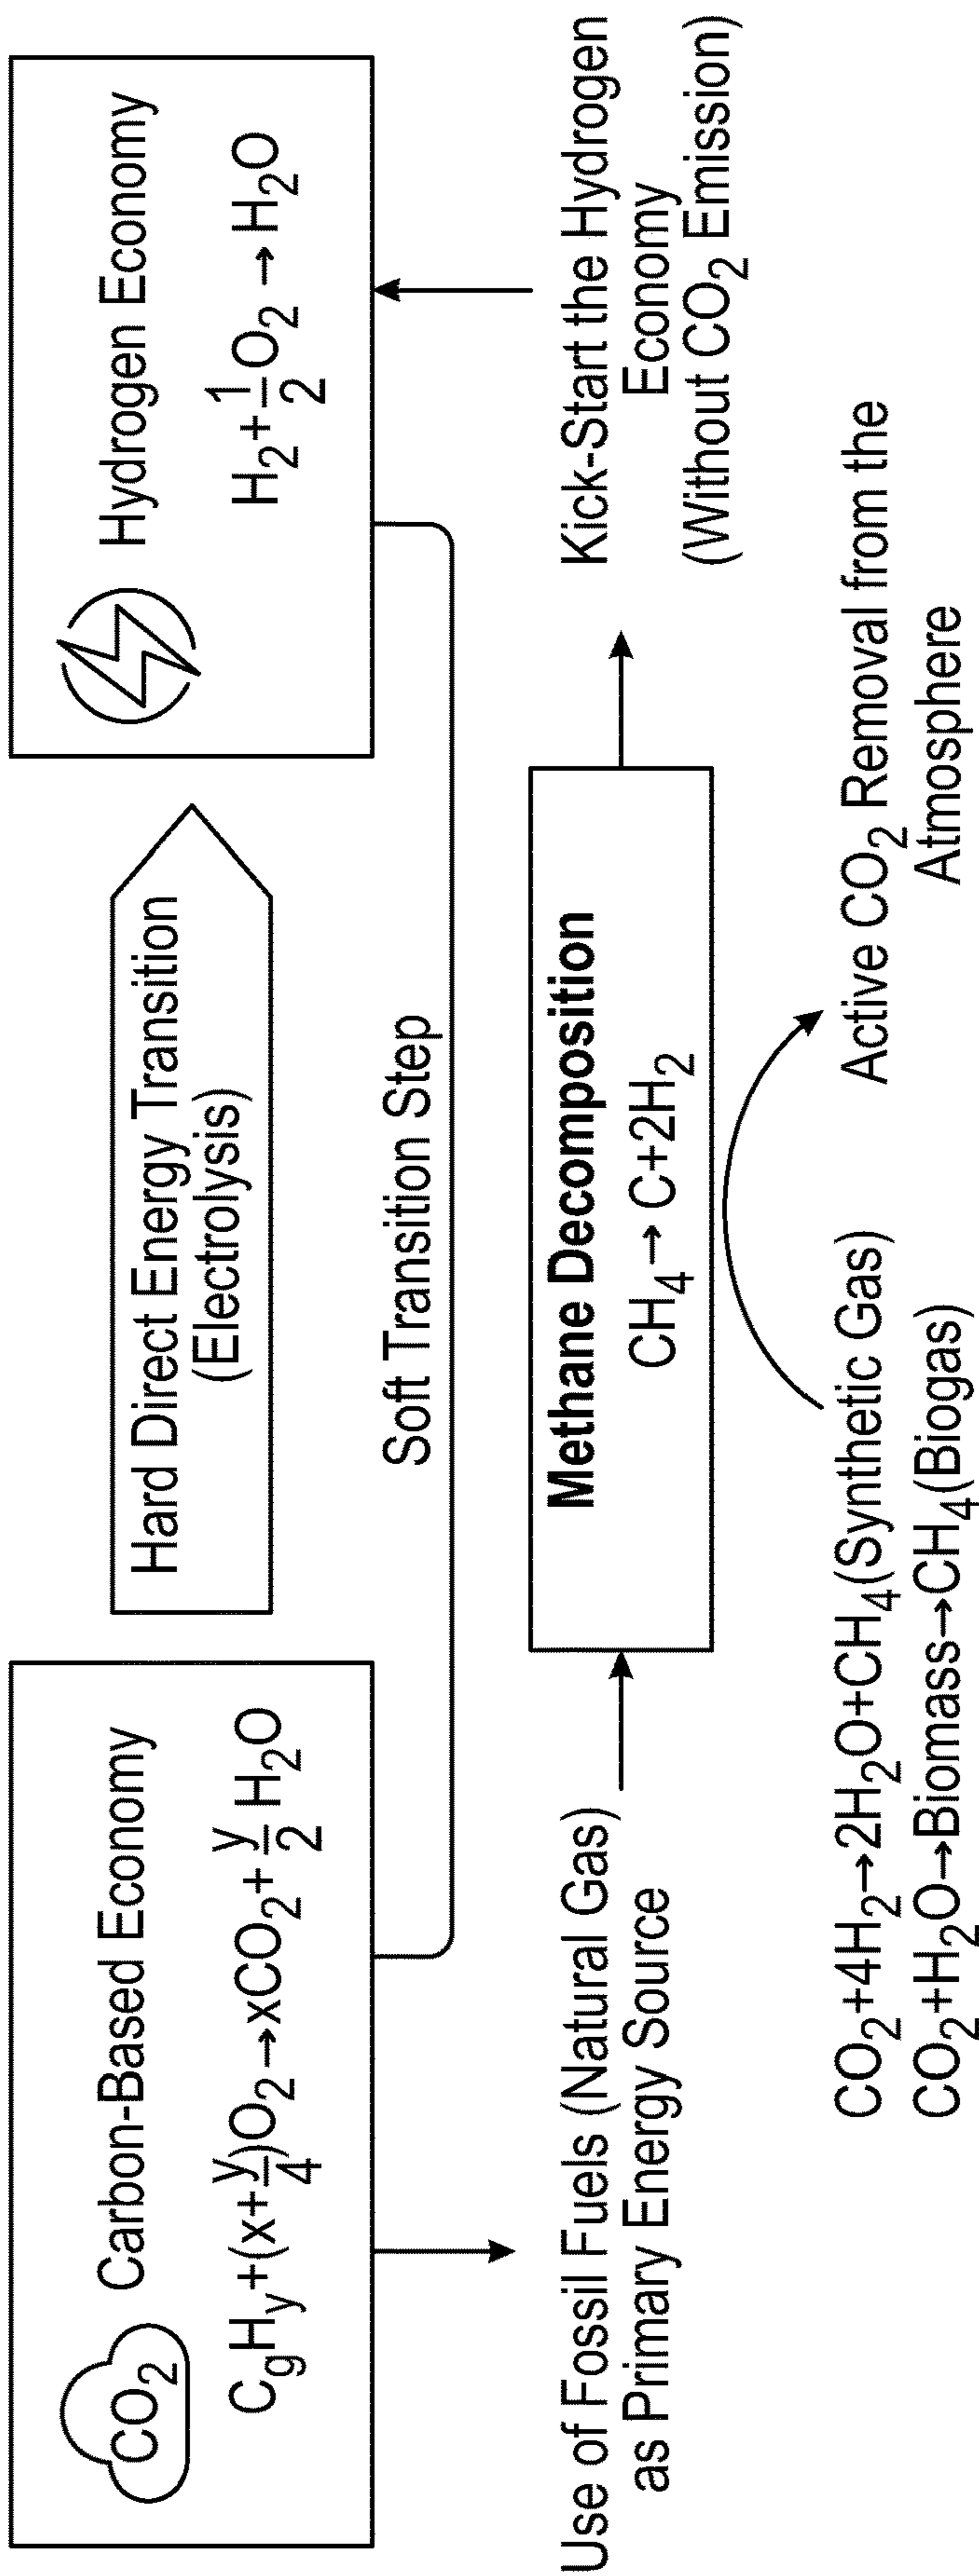 CO₂
Carbon-Based Economy
C_gH_y+(x+y/4)O₂→xCO₂+y/2 H₂O
Hard Direct Energy Transition
(Electrolysis)
Hydrogen Economy
H₂+1/2O₂→H₂O
Soft Transition Step
Use of Fossil Fuels (Natural Gas)
as Primary Energy Source
Methane Decomposition
CH₄→C+2H₂
Kick-Start the Hydrogen
Economy
(Without CO₂ Emission)
CO₂+4H₂→2H₂O+CH₄(Synthetic Gas)
CO₂+H₂O→Biomass→CH₄(Biogas)
Active CO₂ Removal from the
Atmosphere